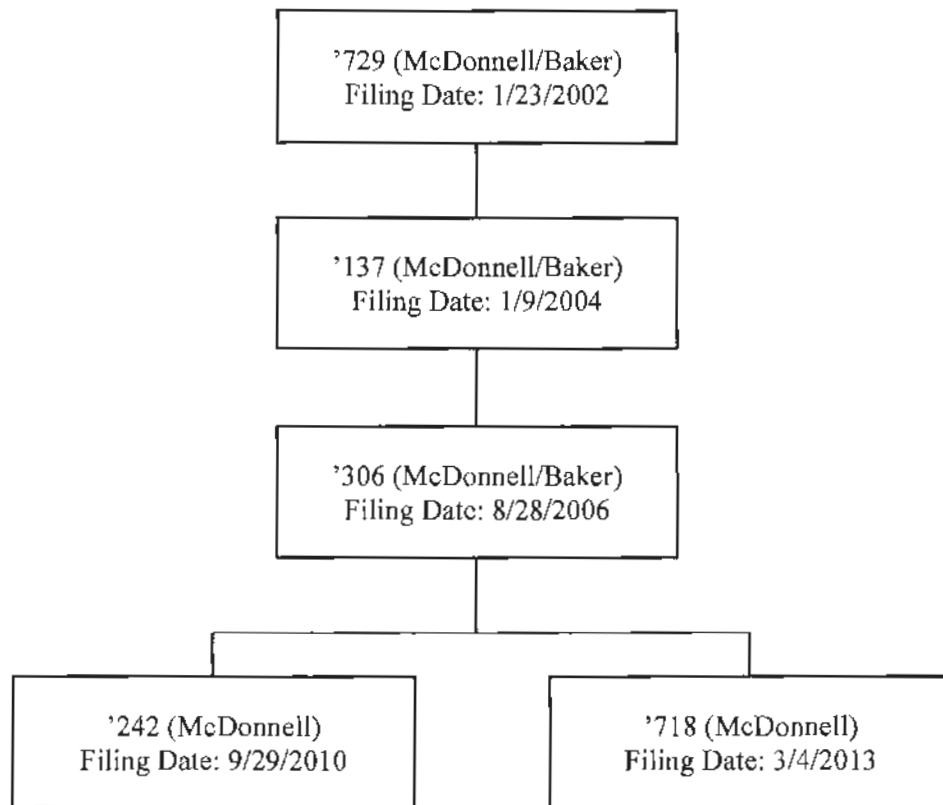 ’729 (McDonnell/Baker)
Filing Date: 1/23/2002
’137 (McDonnell/Baker)
Filing Date: 1/9/2004
’306 (McDonnell/Baker)
Filing Date: 8/28/2006
’242 (McDonnell)
Filing Date: 9/29/2010
’718 (McDonnell)
Filing Date: 3/4/2013